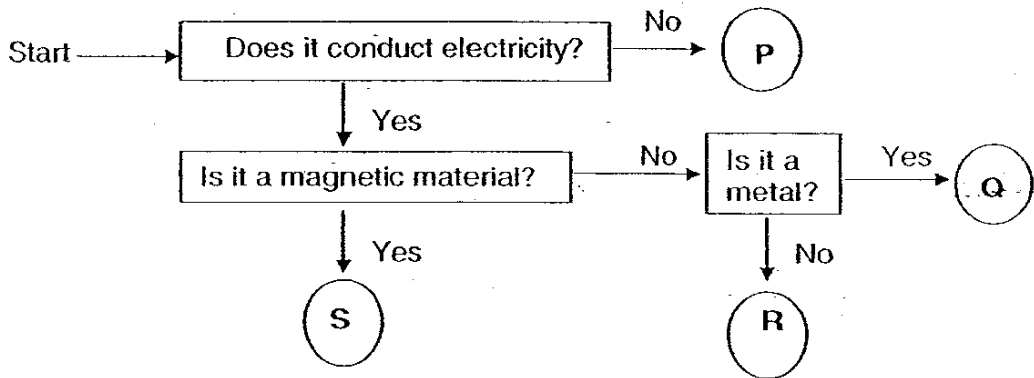 Start
Does it conduct electricity?
No
P
Yes
Is it a magnetic material?
No
Is it a
metal?
Yes
Q
Yes
No
S
R